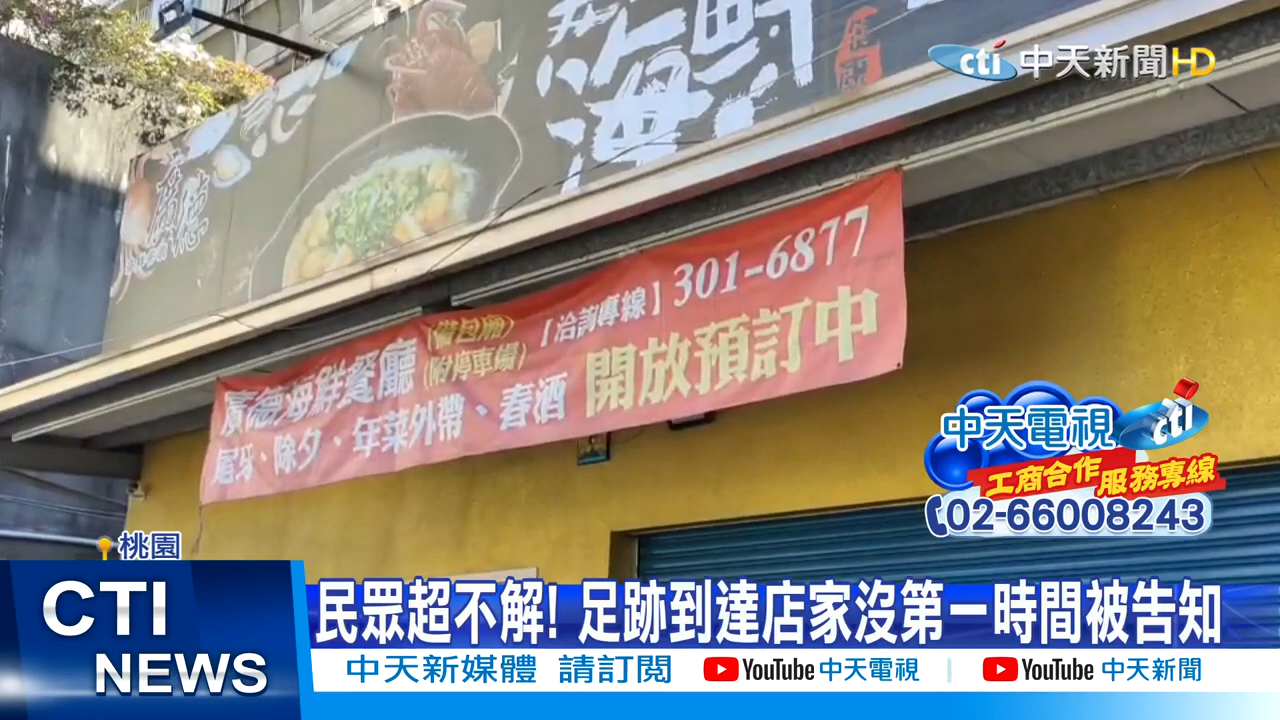 海鮮
cti 中天新聞HD
廣德
301-6877
【洽詢專線】
(備包廂)
(附停車場)
廣德海鮮餐廳
開放預訂中
尾牙、除夕、年菜外帶、春酒
中天電視 cti
工商合作 服務專線
02-66008243
桃園
CTI NEWS
民眾超不解! 足跡到達店家沒第一時間被告知
中天新媒體 請訂閱 YouTube 中天電視 | YouTube 中天新聞